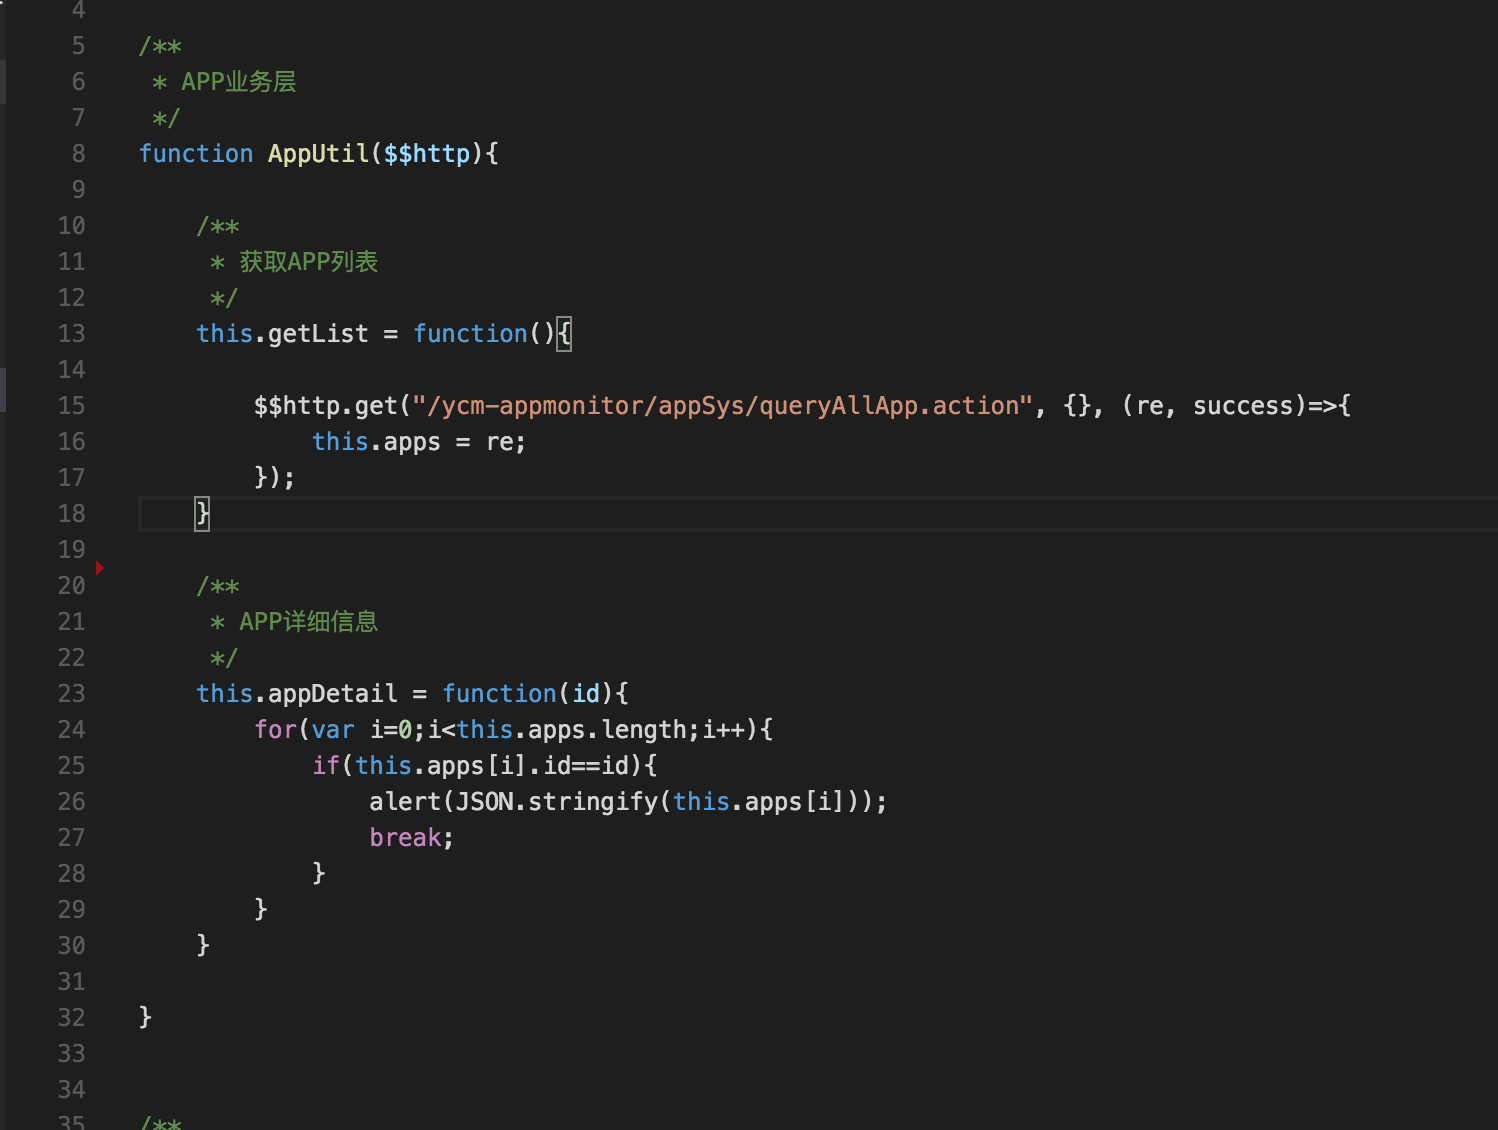 4
5 /**
6  * APP业务层
7  */
8 function AppUtil($$http){
9
10     /**
11      * 获取APP列表
12      */
13     this.getList = function(){
14
15         $$http.get("/ycm-appmonitor/appSys/queryAllApp.action", {}, (re, success)=>{
16             this.apps = re;
17         });
18     }
19
20     /**
21      * APP详细信息
22      */
23     this.appDetail = function(id){
24         for(var i=0;i<this.apps.length;i++){
25             if(this.apps[i].id==id){
26                 alert(JSON.stringify(this.apps[i]));
27                 break;
28             }
29         }
30     }
31
32 }
33
34
35 /**